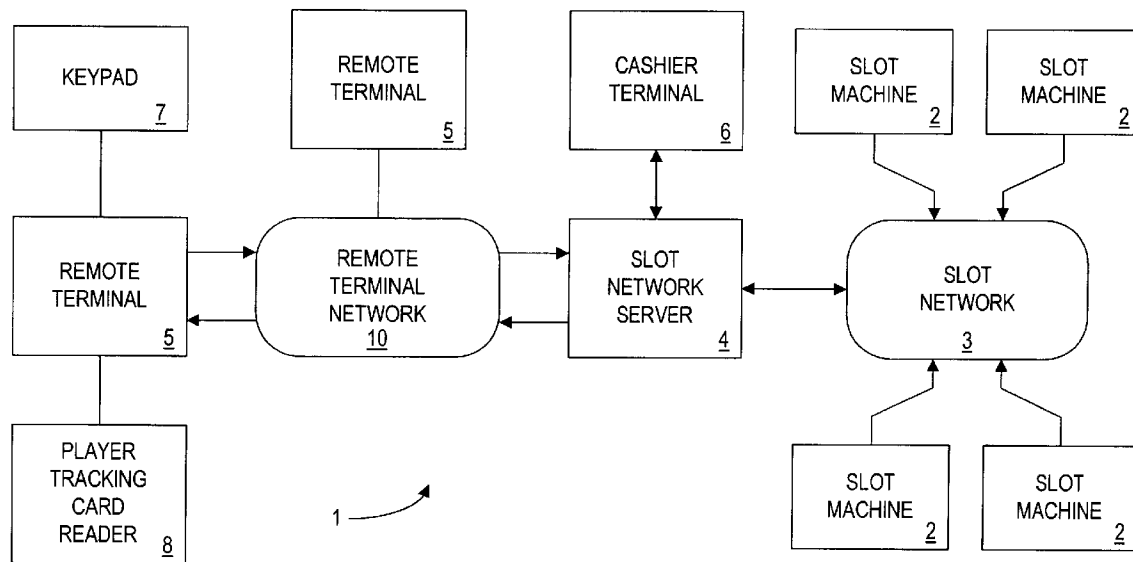 KEYPAD
7
REMOTE
TERMINAL
5
CASHIER
TERMINAL
6
SLOT
MACHINE
2
SLOT
MACHINE
2
REMOTE
TERMINAL
5
REMOTE
TERMINAL
NETWORK
10
SLOT
NETWORK
SERVER
4
SLOT
NETWORK
3
PLAYER
TRACKING
CARD
READER
8
1
SLOT
MACHINE
2
SLOT
MACHINE
2